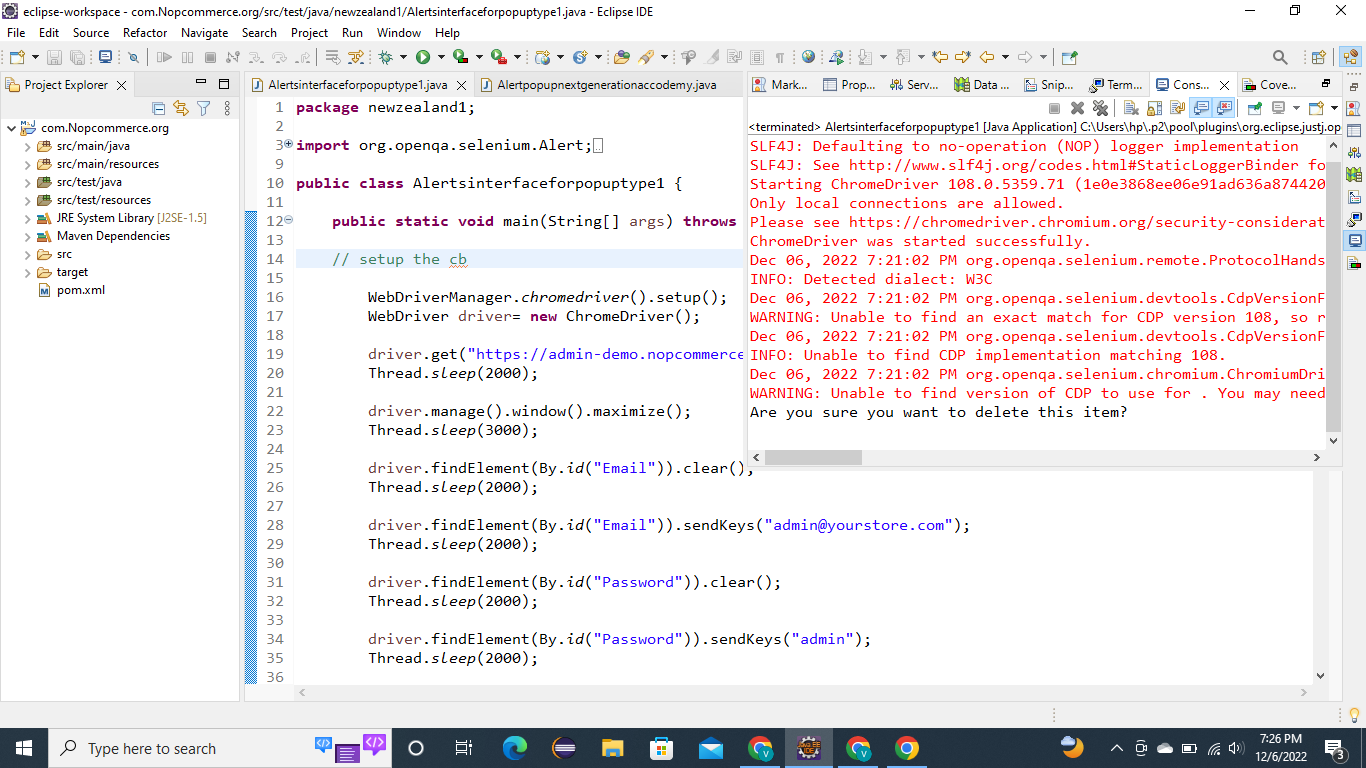 eclipse-workspace - com.Nopcommerce.org/src/test/java/newzealand1/Alertsinterfaceforpopuptype1.java - Eclipse IDE
File Edit Source Refactor Navigate Search Project Run Window Help
Project Explorer
com.Nopcommerce.org
src/main/java
src/main/resources
src/test/java
src/test/resources
JRE System Library [J2SE-1.5]
Maven Dependencies
src
target
pom.xml
Alertsinterfaceforpopuptype1.java
Alertpopupnextgenerationaccodemy.java
1 package newzealand1;
2
3 import org.openqa.selenium.Alert;
10 public class Alertsinterfaceforpopuptype1 {
11
12 public static void main(String[] args) throws
13
14 // setup the cb
15
16 WebDriverManager.chromedriver().setup();
17 WebDriver driver= new ChromeDriver();
18
19 driver.get("https://admin-demo.nopcommerce
20 Thread.sleep(2000);
21
22 driver.manage().window().maximize();
23 Thread.sleep(3000);
24
25 driver.findElement(By.id("Email")).clear();
26 Thread.sleep(2000);
27
28 driver.findElement(By.id("Email")).sendKeys("admin@yourstore.com");
29 Thread.sleep(2000);
30
31 driver.findElement(By.id("Password")).clear();
32 Thread.sleep(2000);
33
34 driver.findElement(By.id("Password")).sendKeys("admin");
35 Thread.sleep(2000);
36
Mark... Prop... Serv... Data ... Snip... Term... Cons... Cove...
<terminated> Alertsinterfaceforpopuptype1 [Java Application] C:\Users\hp\.p2\pool\plugins\org.eclipse.justj.op
SLF4J: Defaulting to no-operation (NOP) logger implementation
SLF4J: See http://www.slf4j.org/codes.html#StaticLoggerBinder fo
Starting ChromeDriver 108.0.5359.71 (1e0e3868ee06e91ad636a874420
Only local connections are allowed.
Please see https://chromedriver.chromium.org/security-considerat
ChromeDriver was started successfully.
Dec 06, 2022 7:21:02 PM org.openqa.selenium.remote.ProtocolHands
INFO: Detected dialect: W3C
Dec 06, 2022 7:21:02 PM org.openqa.selenium.devtools.CdpVersionF
WARNING: Unable to find an exact match for CDP version 108, so r
Dec 06, 2022 7:21:02 PM org.openqa.selenium.devtools.CdpVersionF
INFO: Unable to find CDP implementation matching 108.
Dec 06, 2022 7:21:02 PM org.openqa.selenium.chromium.ChromiumDri
WARNING: Unable to find version of CDP to use for . You may need
Are you sure you want to delete this item?
Type here to search
7:26 PM
12/6/2022
3